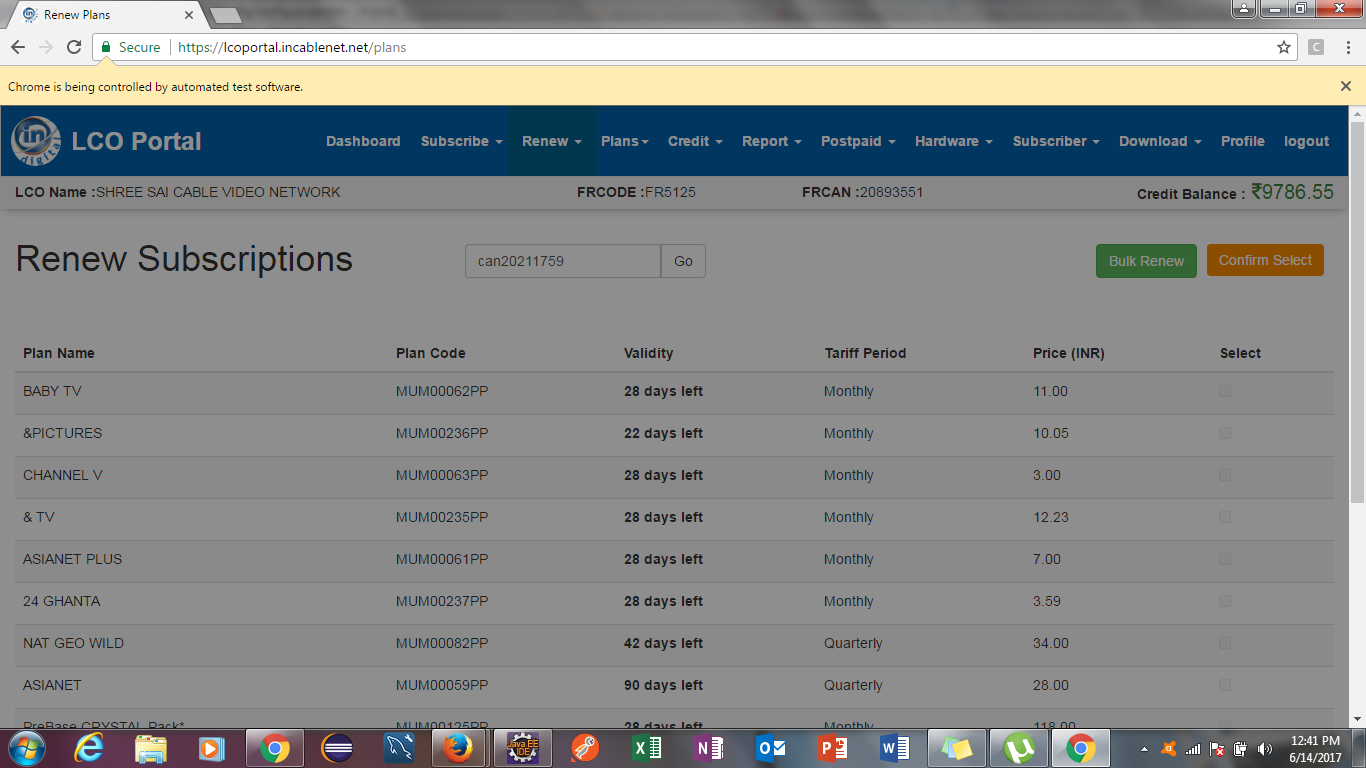 Renew Plans
Secure https://lcoportal.incablenet.net/plans
Chrome is being controlled by automated test software.
in digital LCO Portal Dashboard Subscribe Renew Plans Credit Report Postpaid Hardware Subscriber Download Profile logout
LCO Name :SHREE SAI CABLE VIDEO NETWORK FRCODE :FR5125 FRCAN :20893551 Credit Balance : ₹9786.55
Renew Subscriptions can20211759 Go Bulk Renew Confirm Select
Plan Name Plan Code Validity Tariff Period Price (INR) Select
BABY TV MUM00062PP 28 days left Monthly 11.00
&PICTURES MUM00236PP 22 days left Monthly 10.05
CHANNEL V MUM00063PP 28 days left Monthly 3.00
& TV MUM00235PP 28 days left Monthly 12.23
ASIANET PLUS MUM00061PP 28 days left Monthly 7.00
24 GHANTA MUM00237PP 28 days left Monthly 3.59
NAT GEO WILD MUM00082PP 42 days left Quarterly 34.00
ASIANET MUM00059PP 90 days left Quarterly 28.00
PreBase CRYSTAL Pack* MUM00125PP 28 days left Monthly 118.00
Java EE IDE
12:41 PM
6/14/2017